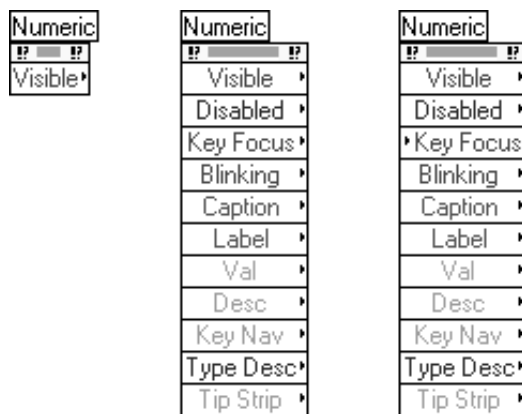 Numeric
!? !?
Visible
Numeric
!? !?
Visible
Disabled
Key Focus
Blinking
Caption
Label
Val
Desc
Key Nav
Type Desc
Tip Strip
Numeric
!? !?
Visible
Disabled
Key Focus
Blinking
Caption
Label
Val
Desc
Key Nav
Type Desc
Tip Strip